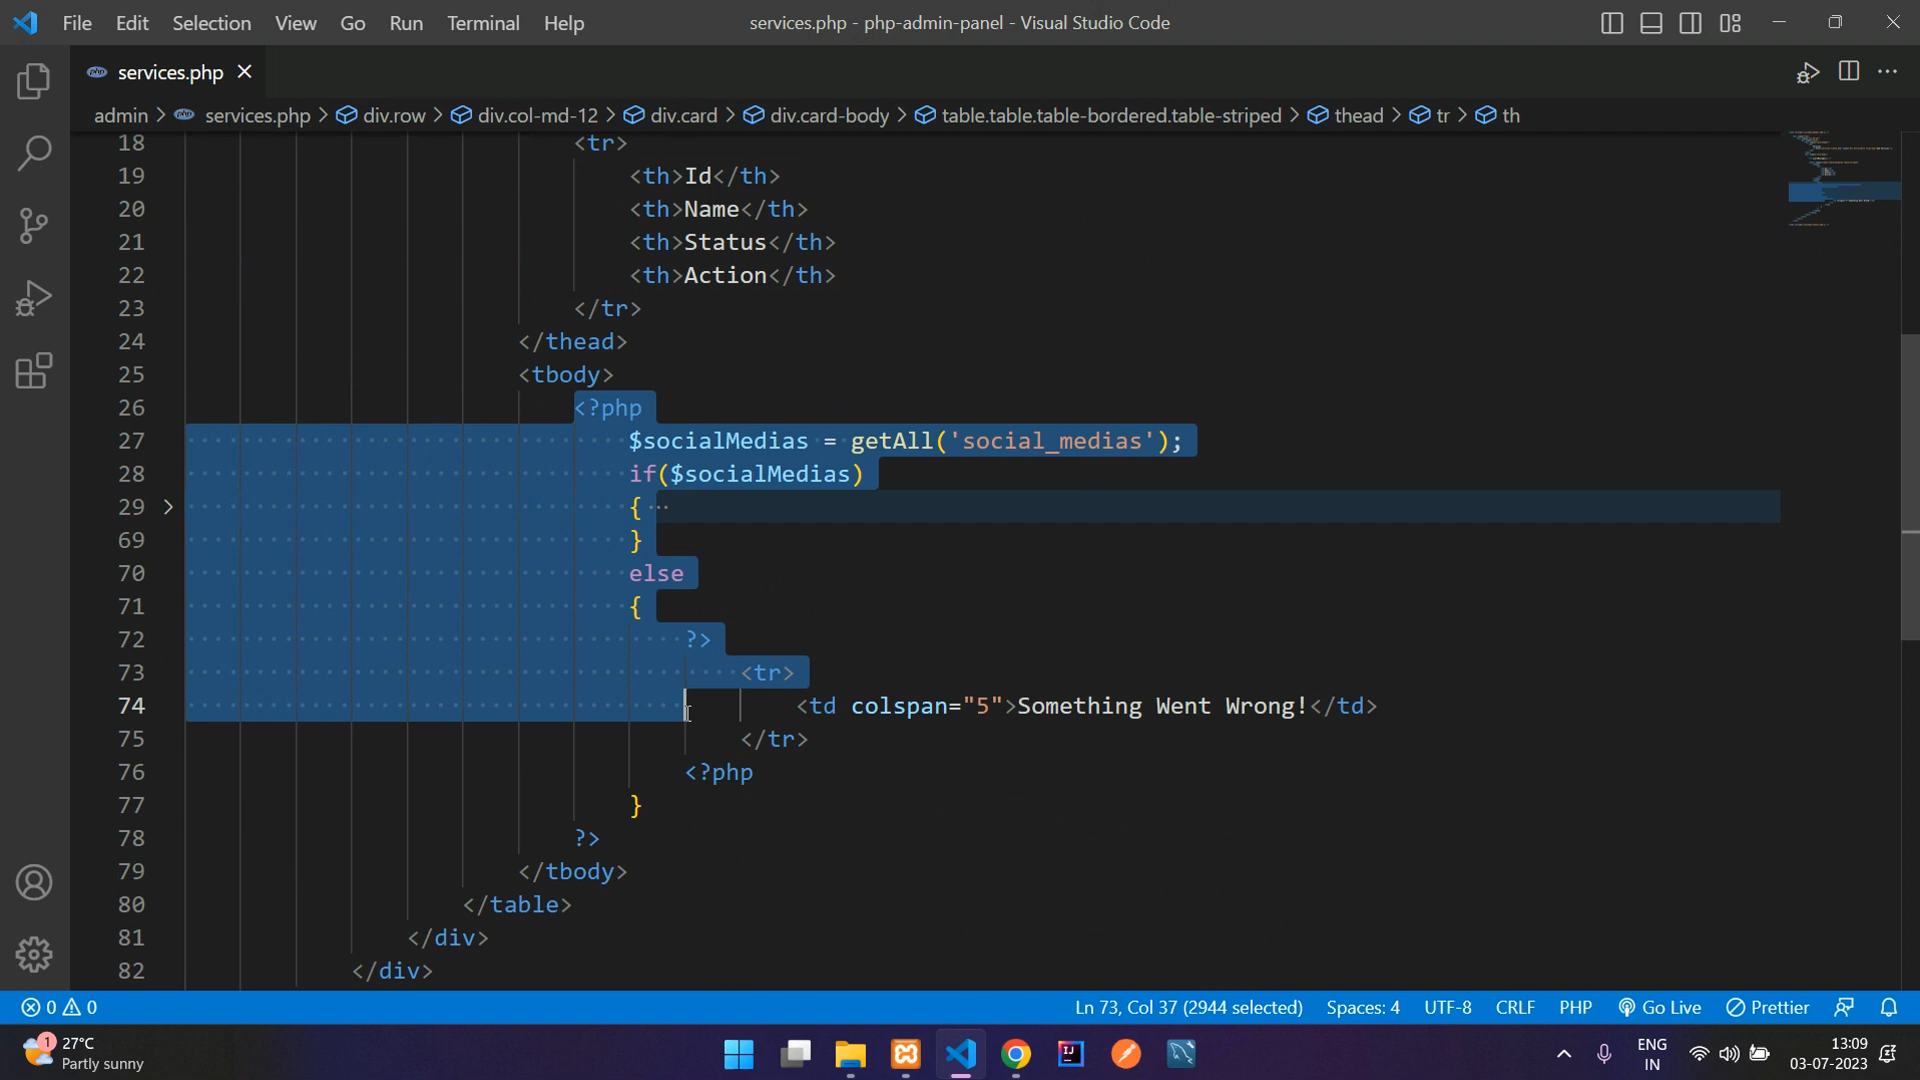 File Edit Selection View Go Run Terminal Help services.php - php-admin-panel - Visual Studio Code
services.php
admin > services.php > div.row > div.col-md-12 > div.card > div.card-body > table.table.table-bordered.table-striped > thead > tr > th
18 <tr>
19 <th>Id</th>
20 <th>Name</th>
21 <th>Status</th>
22 <th>Action</th>
23 </tr>
24 </thead>
25 <tbody>
26 <?php
27 $socialMedias = getAll('social_medias');
28 if($socialMedias)
29 { ···
69 }
70 else
71 {
72 ?>
73 <tr>
74 <td colspan="5">Something Went Wrong!</td>
75 </tr>
76 <?php
77 }
78 ?>
79 </tbody>
80 </table>
81 </div>
82 </div>
0 0 Ln 73, Col 37 (2944 selected) Spaces: 4 UTF-8 CRLF PHP Go Live Prettier
1 27°C
Partly sunny
ENG
IN
13:09
03-07-2023